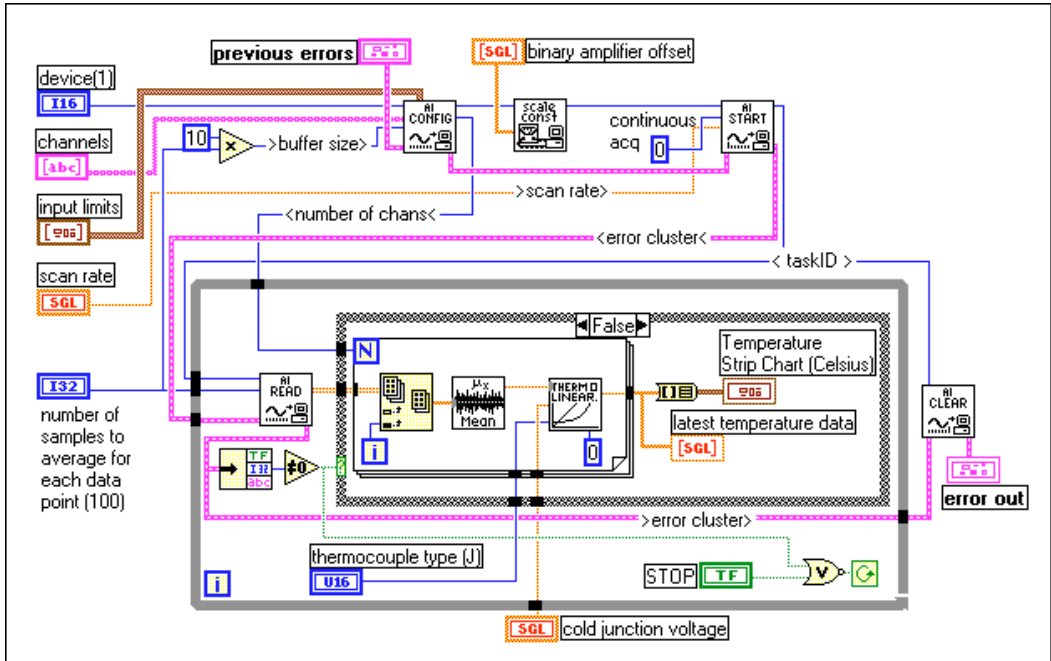 previous errors
[SGL] binary amplifier offset
device(1)
I16
AI
CONFIG
scale
const
AI
START
continuous
acq
0
channels
[abc]
10
x
>buffer size>
>scan rate>
input limits
<number of chans<
<error cluster<
< taskID >
scan rate
SGL
False
N
Temperature
Strip Chart (Celsius)
I32
AI
READ
μx
Mean
THERMO
LINEAR.
0
i
AI
CLEAR
latest temperature data
[SGL]
number of
samples to
average for
each data
point (100)
TF
I32
abc
≠0
?
error out
>error cluster>
thermocouple type (J)
U16
i
STOP
TF
V
SGL
cold junction voltage